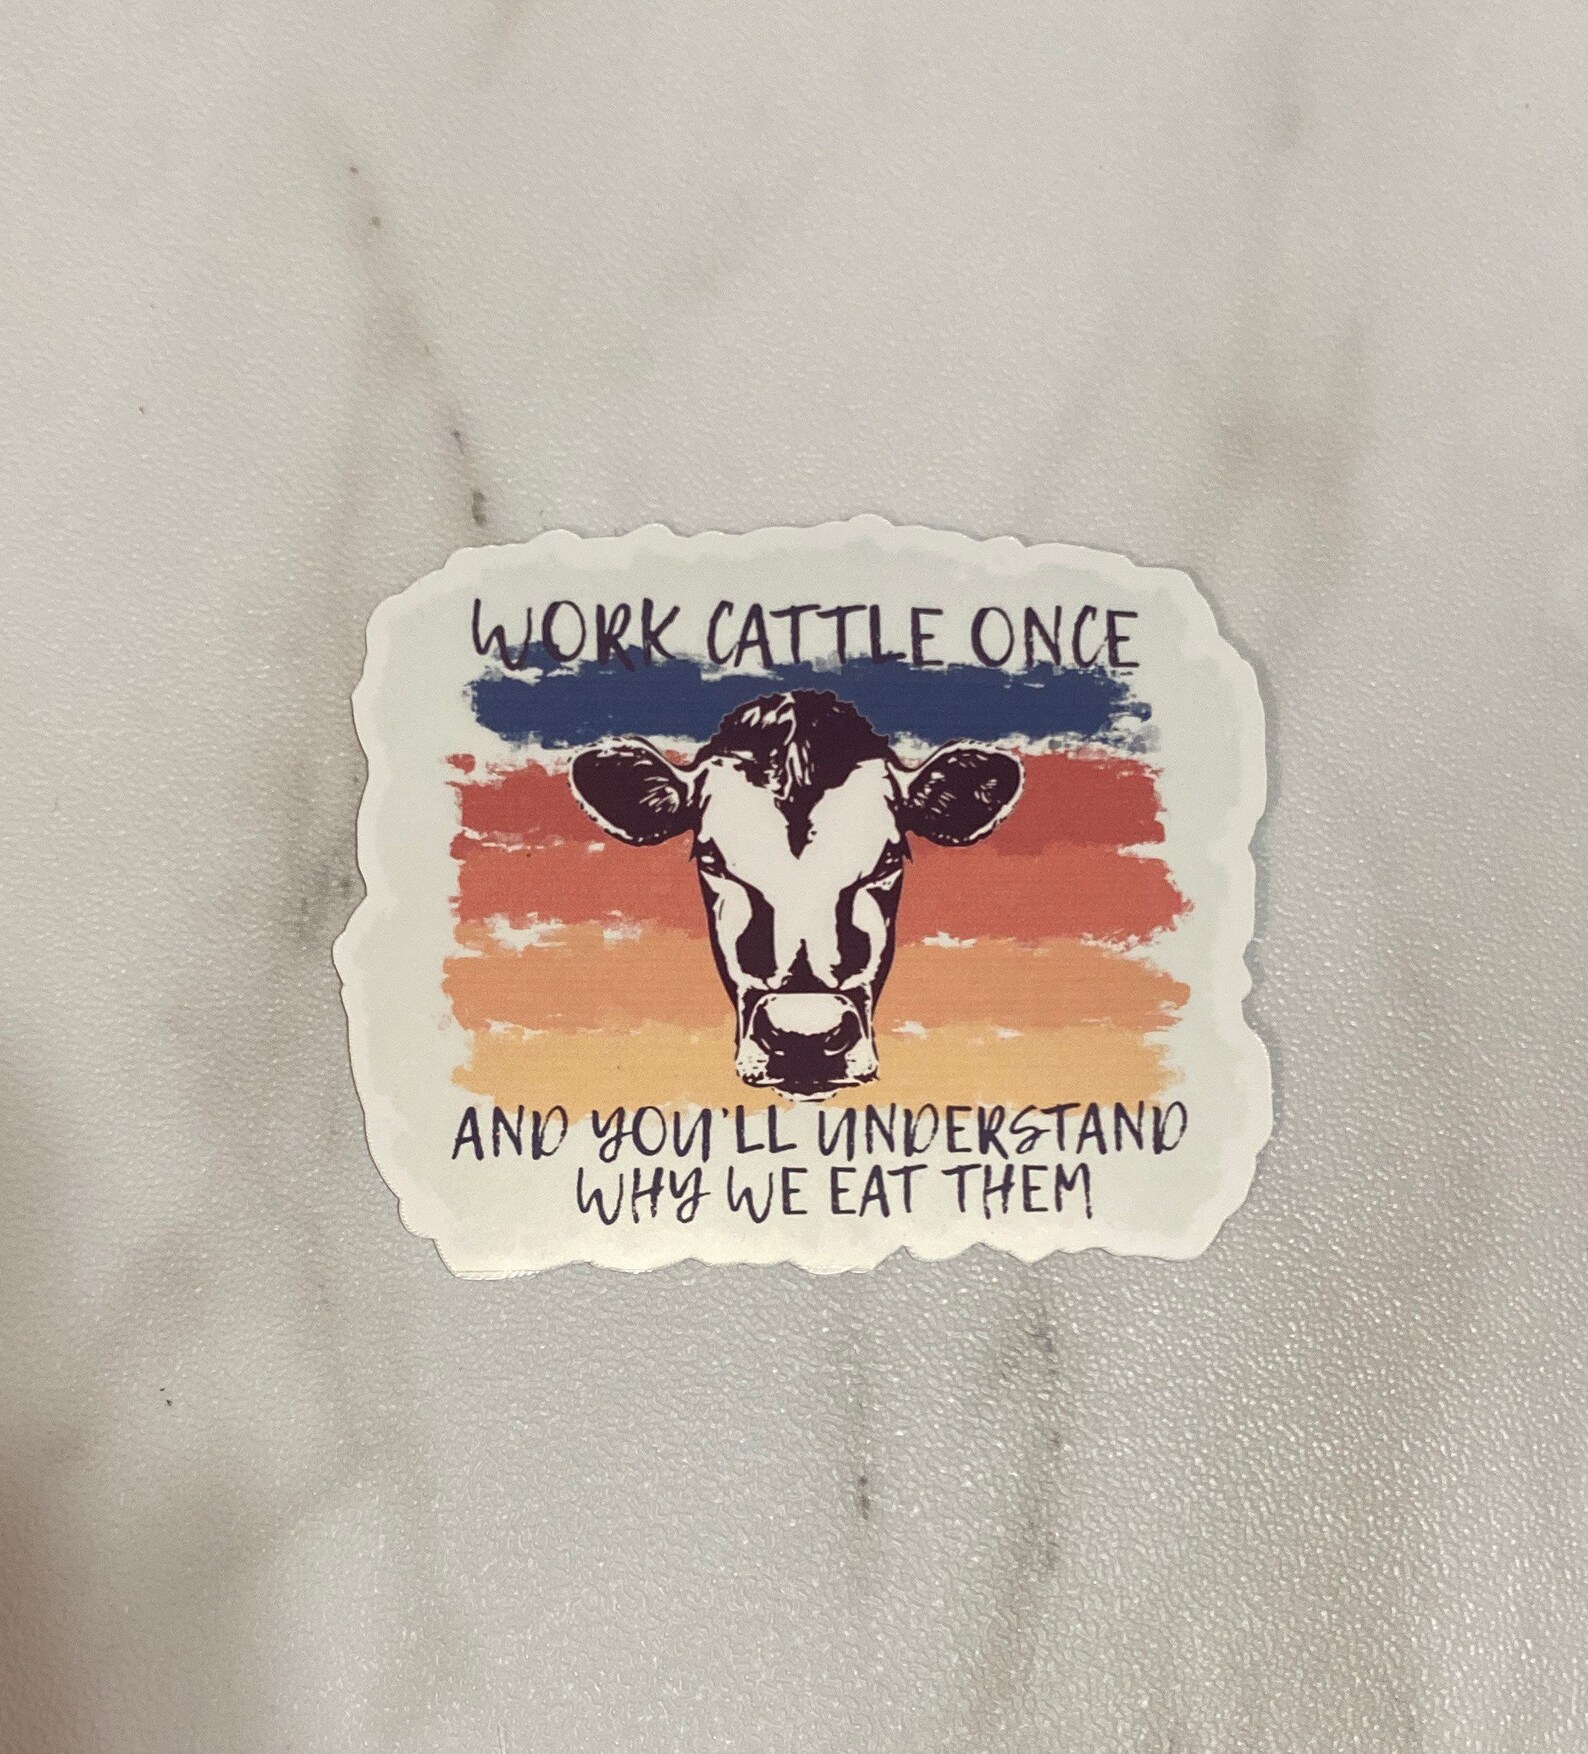 WORK CATTLE ONCE
AND YOU'LL UNDERSTAND
WHY WE EAT THEM